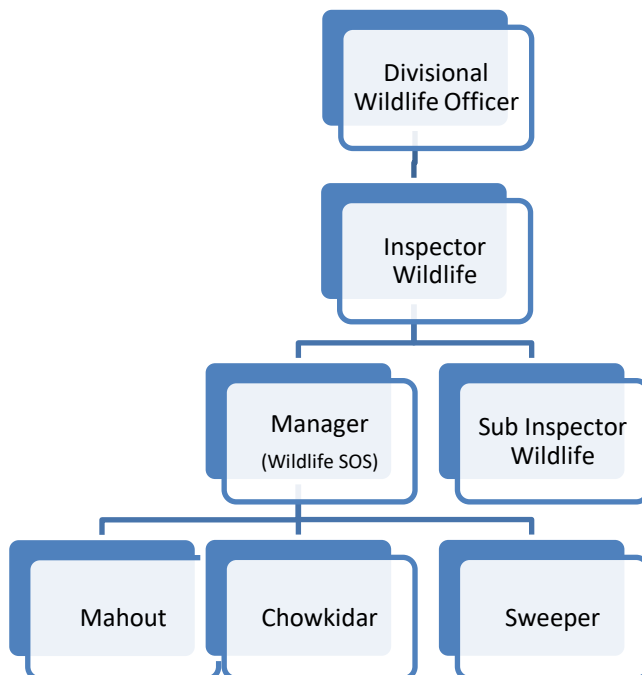 Divisional
Wildlife Officer
Inspector
Wildlife
Manager
(Wildlife SOS)
Sub Inspector
Wildlife
Mahout
Chowkidar
Sweeper